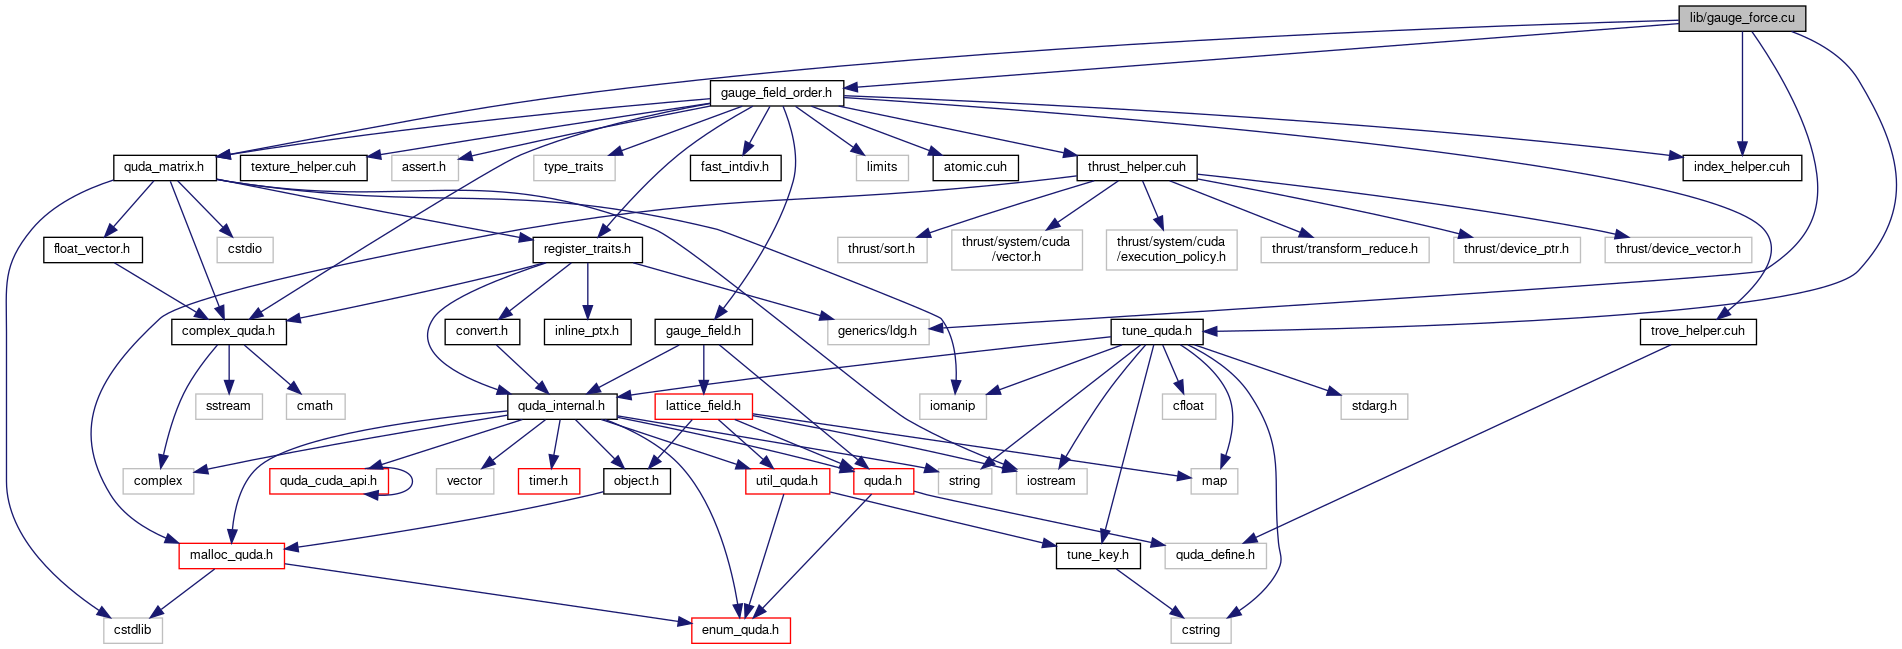 lib/gauge_force.cu
gauge_field_order.h
quda_matrix.h
texture_helper.cuh
assert.h
type_traits
fast_intdiv.h
limits
atomic.cuh
thrust_helper.cuh
index_helper.cuh
float_vector.h
cstdio
register_traits.h
thrust/sort.h
thrust/system/cuda
/vector.h
thrust/system/cuda
/execution_policy.h
thrust/transform_reduce.h
thrust/device_ptr.h
thrust/device_vector.h
complex_quda.h
convert.h
inline_ptx.h
gauge_field.h
generics/ldg.h
tune_quda.h
trove_helper.cuh
sstream
cmath
quda_internal.h
lattice_field.h
iomanip
cfloat
stdarg.h
complex
quda_cuda_api.h
vector
timer.h
object.h
util_quda.h
quda.h
string
iostream
map
malloc_quda.h
tune_key.h
quda_define.h
cstdlib
enum_quda.h
cstring